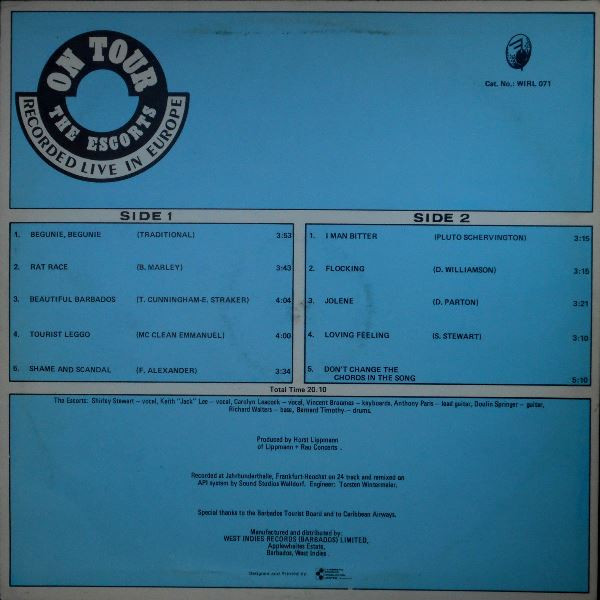 ON TOUR
THE ESCORTS
RECORDED LIVE IN EUROPE
Cat. No.: WIRL 071
SIDE 1
1. BEGUNIE, BEGUNIE (TRADITIONAL) 3:53
2. RAT RACE (B. MARLEY) 3:43
3. BEAUTIFUL BARBADOS (T. CUNNINGHAM-E. STRAKER) 4:04
4. TOURIST LEGGO (MC CLEAN EMMANUEL) 4:00
5. SHAME AND SCANDAL (F. ALEXANDER) 3:34
SIDE 2
1. I MAN BITTER (PLUTO SCHERVINGTON) 3:15
2. FLOCKING (D. WILLIAMSON) 3:15
3. JOLENE (D. PARTON) 3:21
4. LOVING FEELING (S. STEWART) 3:10
5. DON'T CHANGE THE
CHORDS IN THE SONG 5:10
Total Time 20.10
The Escorts: Shirley Stewart – vocal, Keith "Jack" Lee – vocal, Carolyn Leacock – vocal, Vincent Broomes – keyboards, Anthony Paris – lead guitar, Doulin Springer – guitar,
Richard Walters – base, Bernard Timothy – drums.
Produced by Horst Lippmann
of Lippmann + Rau Concerts .
Recorded at Jahrhunderthalle, Frankfurt-Hoechst on 24 track and remixed on
API system by Sound Studios Walldorf. Engineer: Torsten Wintermeier.
Special thanks to the Barbados Tourist Board and to Caribbean Airways.
Manufactured and distributed by:
WEST INDIES RECORDS (BARBADOS) LIMITED,
Applewhaites Estate,
Barbados, West Indies .
Designed and Printed by